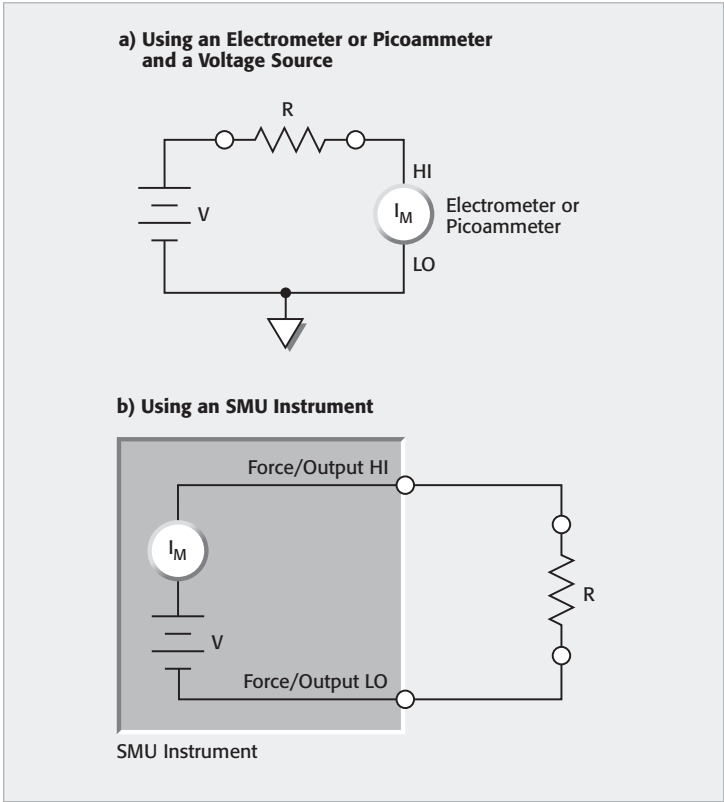 a) Using an Electrometer or Picoammeter
and a Voltage Source
R
HI
V
IM
Electrometer or
Picoammeter
LO
b) Using an SMU Instrument
Force/Output HI
IM
R
V
Force/Output LO
SMU Instrument